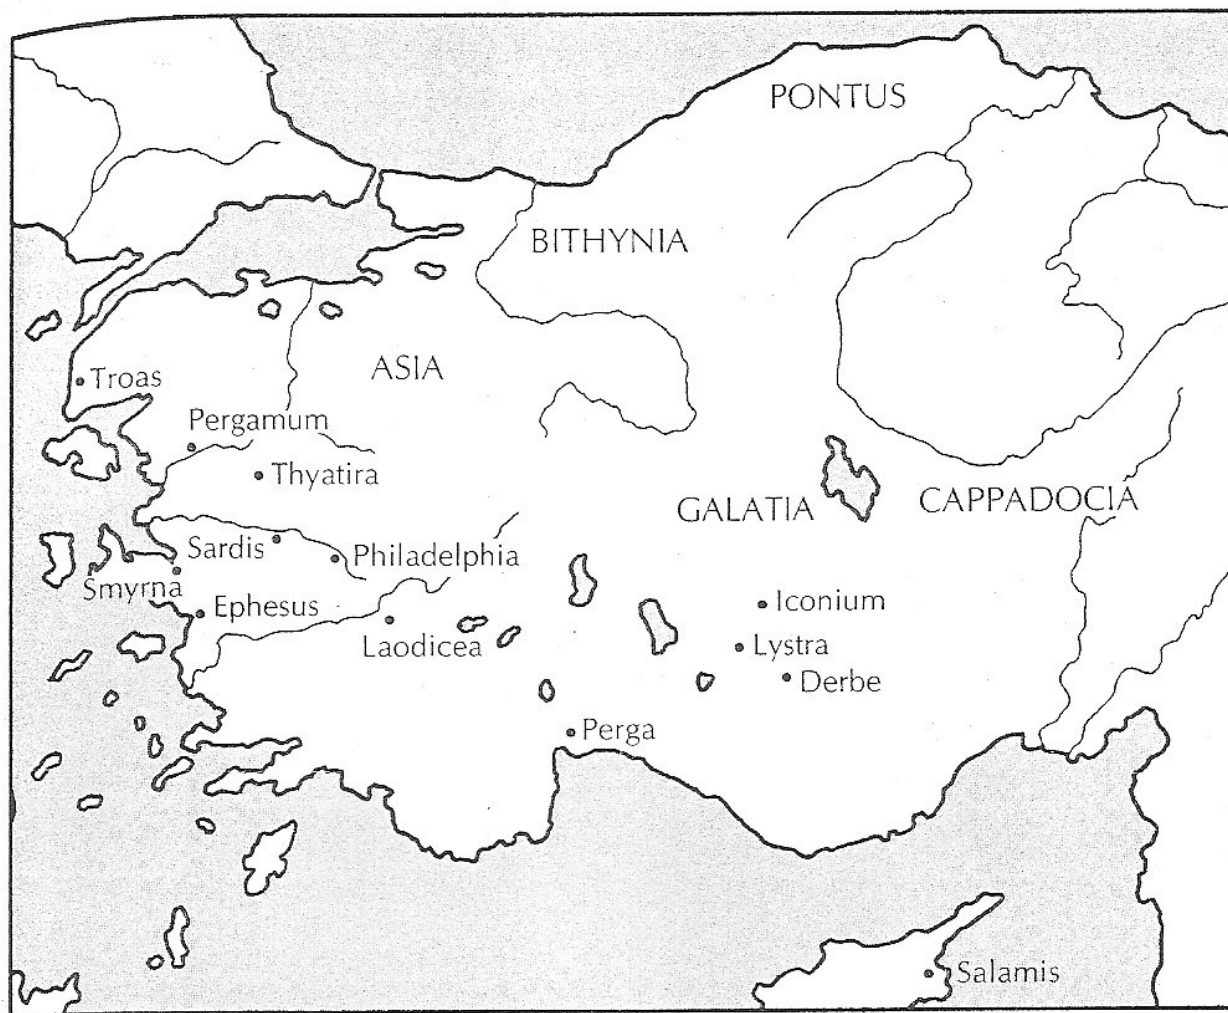 PONTUS
BITHYNIA
ASIA
Troas
Pergamum
Thyatira
GALATIA
CAPPADOCIA
Sardis
Philadelphia
Smyrna
Ephesus
Iconium
Laodicea
Lystra
Derbe
Perga
Salamis